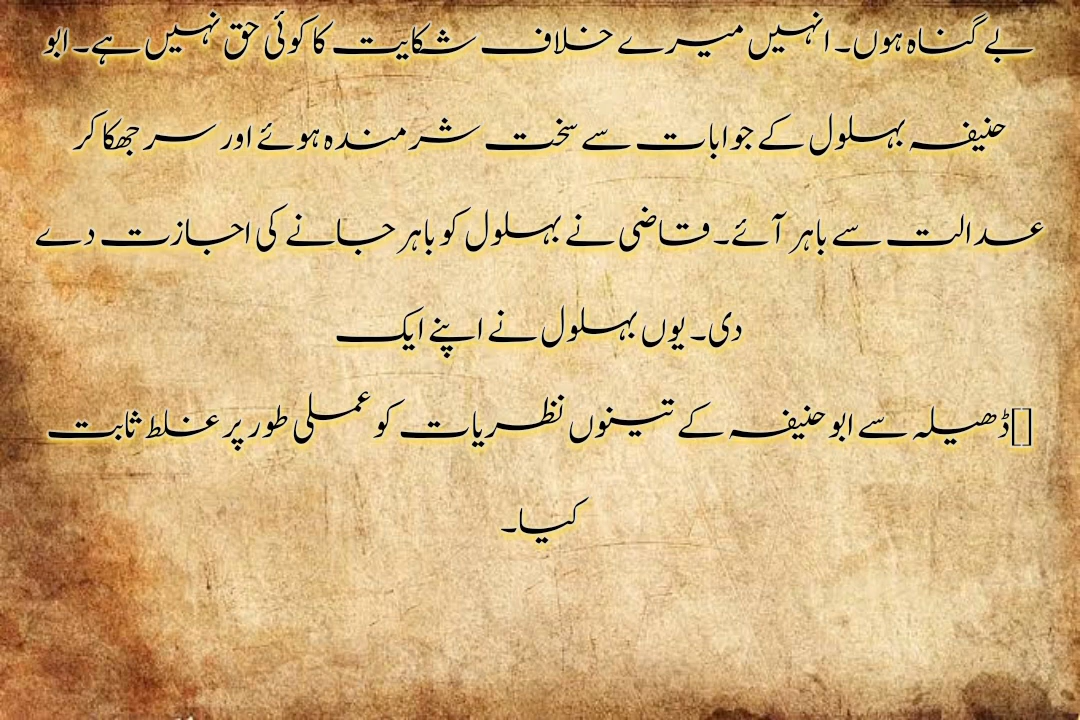 بے گناہ ہوں۔ انہیں میرے خلاف شکایت کا کوئی حق نہیں ہے۔ ابو
حنیفہ بہلول کے جوابات سے سخت شرمندہ ہوئے اور سر جھکا کر
عدالت سے باہر آئے۔ قاضی نے بہلول کو باہر جانے کی اجازت دے
دی۔ یوں بہلول نے اپنے ایک
[]ڈھیلہ سے ابو حنیفہ کے تینوں نظریات کو عملی طور پر غلط ثابت
کیا۔